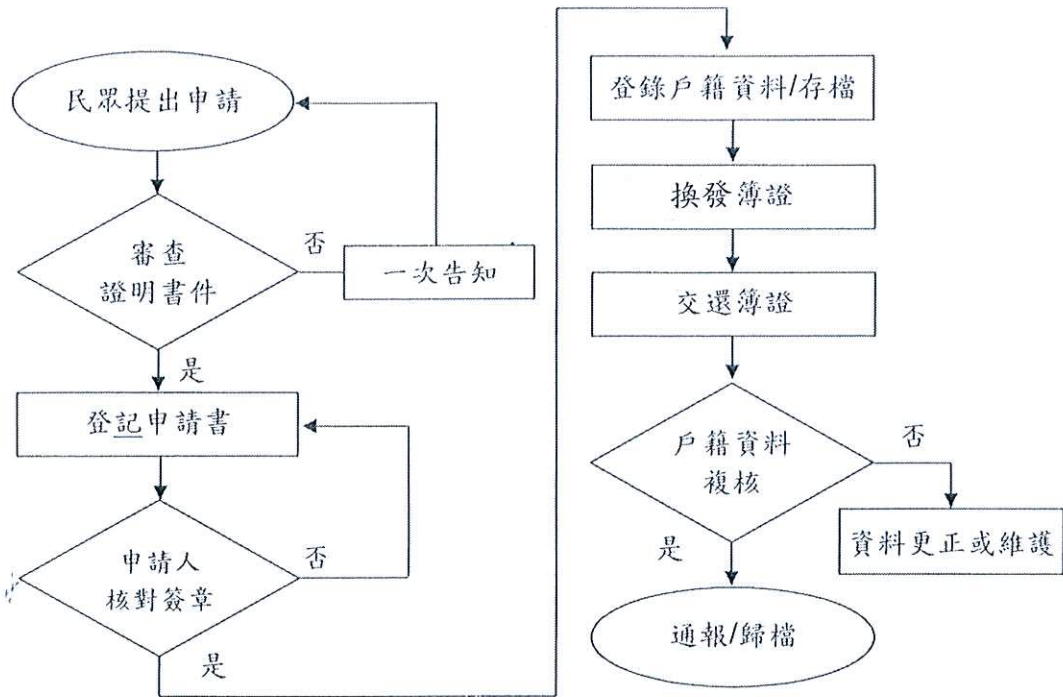 民眾提出申請
審查
證明書件
否
一次告知
是
登記申請書
申請人
核對簽章
否
是
登錄戶籍資料/存檔
換發簿證
交還簿證
戶籍資料
複核
否
資料更正或維護
是
通報/歸檔